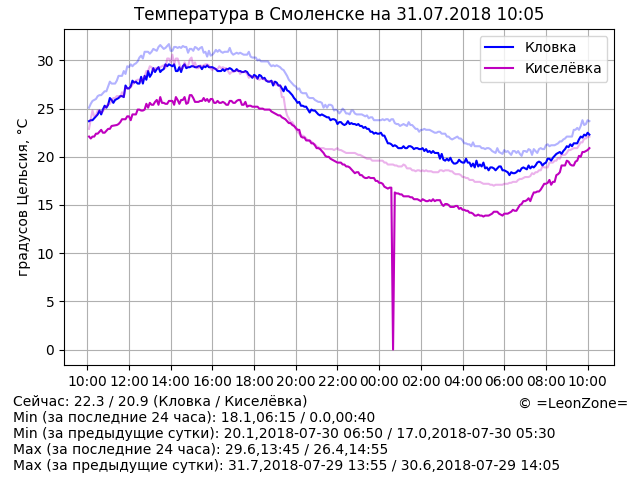 Температура в Смоленске на 31.07.2018 10:05
Кловка
Киселёвка
градусов Цельсия, °C
30
25
20
15
10
5
0
10:00 12:00 14:00 16:00 18:00 20:00 22:00 00:00 02:00 04:00 06:00 08:00 10:00
Сейчас: 22.3 / 20.9 (Кловка / Киселёвка)
© =LeonZone=
Min (за последние 24 часа): 18.1,06:15 / 0.0,00:40
Min (за предыдущие сутки): 20.1,2018-07-30 06:50 / 17.0,2018-07-30 05:30
Max (за последние 24 часа): 29.6,13:45 / 26.4,14:55
Max (за предыдущие сутки): 31.7,2018-07-29 13:55 / 30.6,2018-07-29 14:05